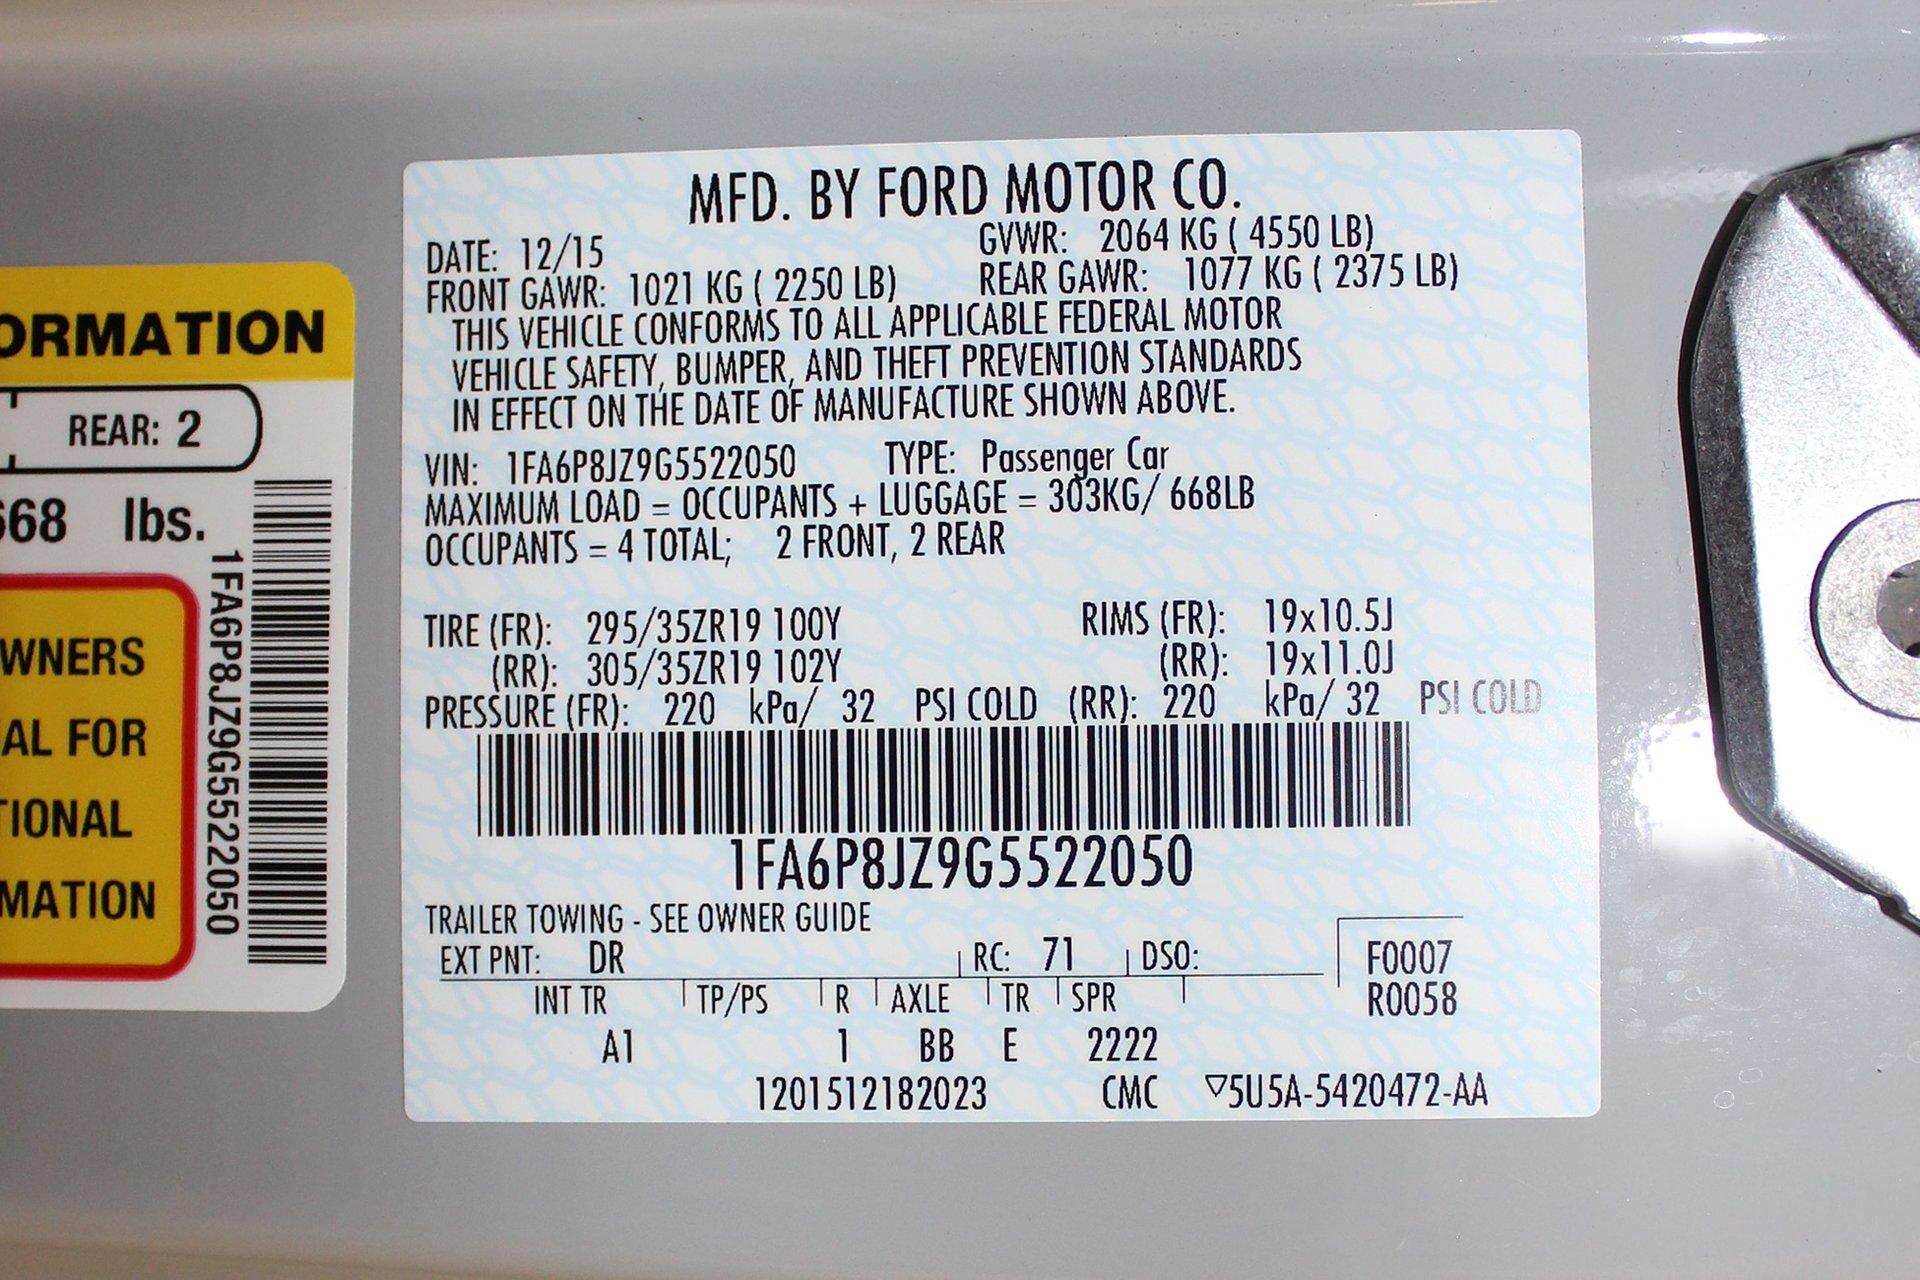 ORMATION
REAR: 2
668 lbs.
1FA6P8JZ9G5522050
WNERS
AL FOR
TIONAL
MATION
MFD. BY FORD MOTOR CO.
DATE: 12/15 GVWR: 2064 KG ( 4550 LB)
FRONT GAWR: 1021 KG ( 2250 LB) REAR GAWR: 1077 KG ( 2375 LB)
THIS VEHICLE CONFORMS TO ALL APPLICABLE FEDERAL MOTOR
VEHICLE SAFETY, BUMPER, AND THEFT PREVENTION STANDARDS
IN EFFECT ON THE DATE OF MANUFACTURE SHOWN ABOVE.
VIN: 1FA6P8JZ9G5522050 TYPE: Passenger Car
MAXIMUM LOAD = OCCUPANTS + LUGGAGE = 303KG/ 668LB
OCCUPANTS = 4 TOTAL; 2 FRONT, 2 REAR
TIRE (FR): 295/35ZR19 100Y RIMS (FR): 19x10.5J
(RR): 305/35ZR19 102Y (RR): 19x11.0J
PRESSURE (FR): 220 kPa/ 32 PSI COLD (RR): 220 kPa/ 32 PSI COLD
1FA6P8JZ9G5522050
TRAILER TOWING - SEE OWNER GUIDE
EXT PNT: DR RC: 71 DSO: F0007
INT TR TP/PS R AXLE TR SPR R0058
A1 1 BB E 2222
1201512182023 CMC ▽5U5A-5420472-AA